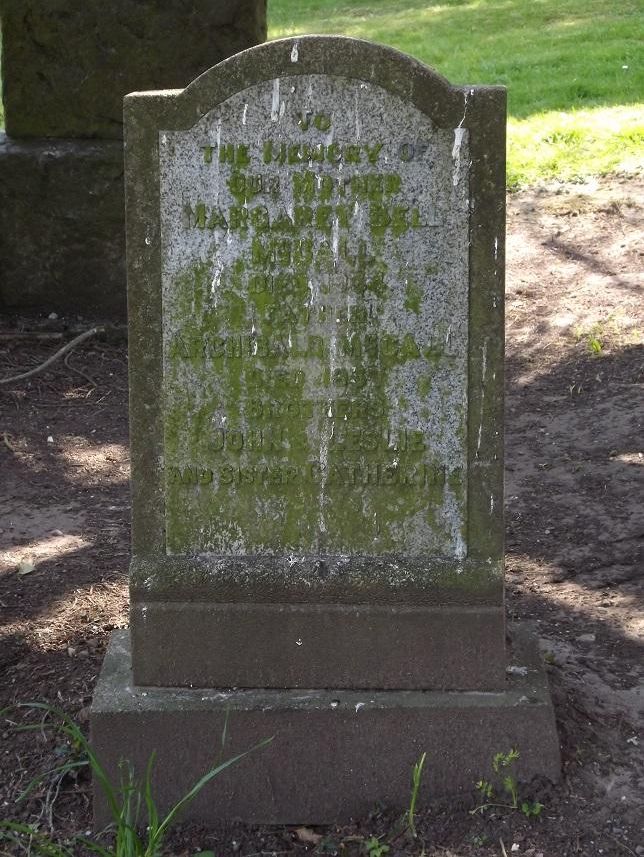 TO
THE MEMORY OF
OUR MOTHER
MARGARET BELL
MCCALL
DIED
FATHER
ARCHIBALD MCCALL
DIED
BROTHERS
JOHN & LESLIE
AND SISTER CATHERINE